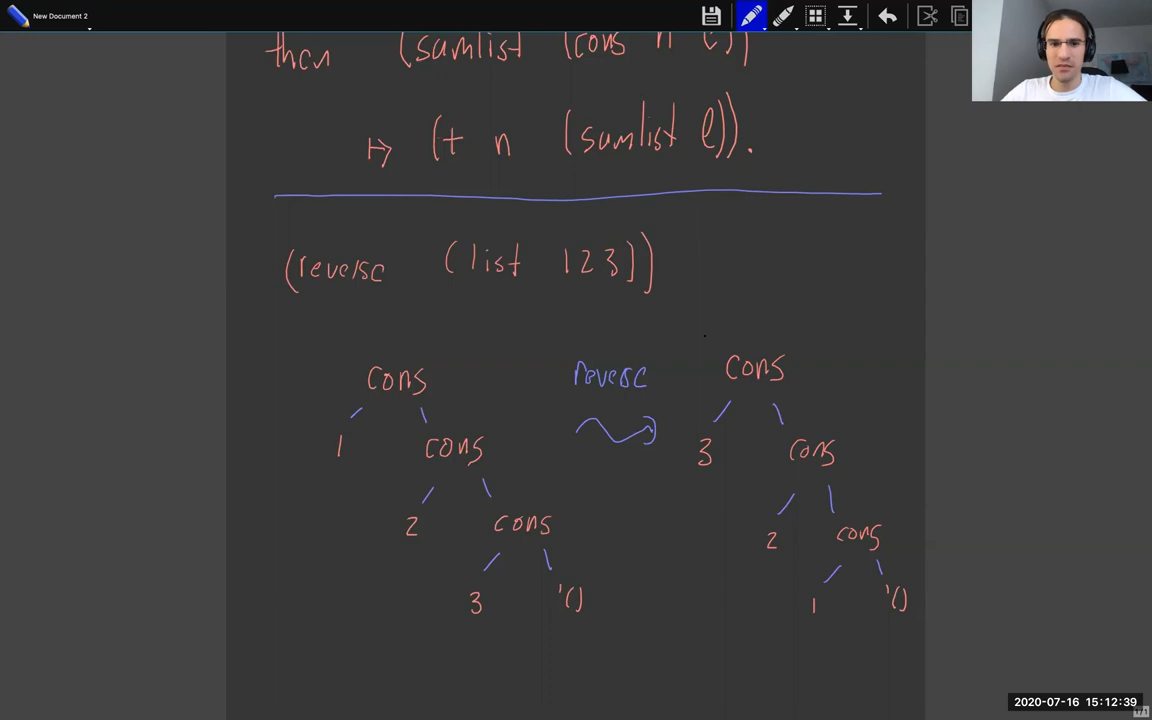 New Document 2
then (sumlist (cons n l))
↦ (+ n (sumlist l)).
(reverse (list 1 2 3))
cons reverse cons
1 cons 3 cons
2 cons 2 cons
3 '() 1 '()
2020-07-16 15:12:39